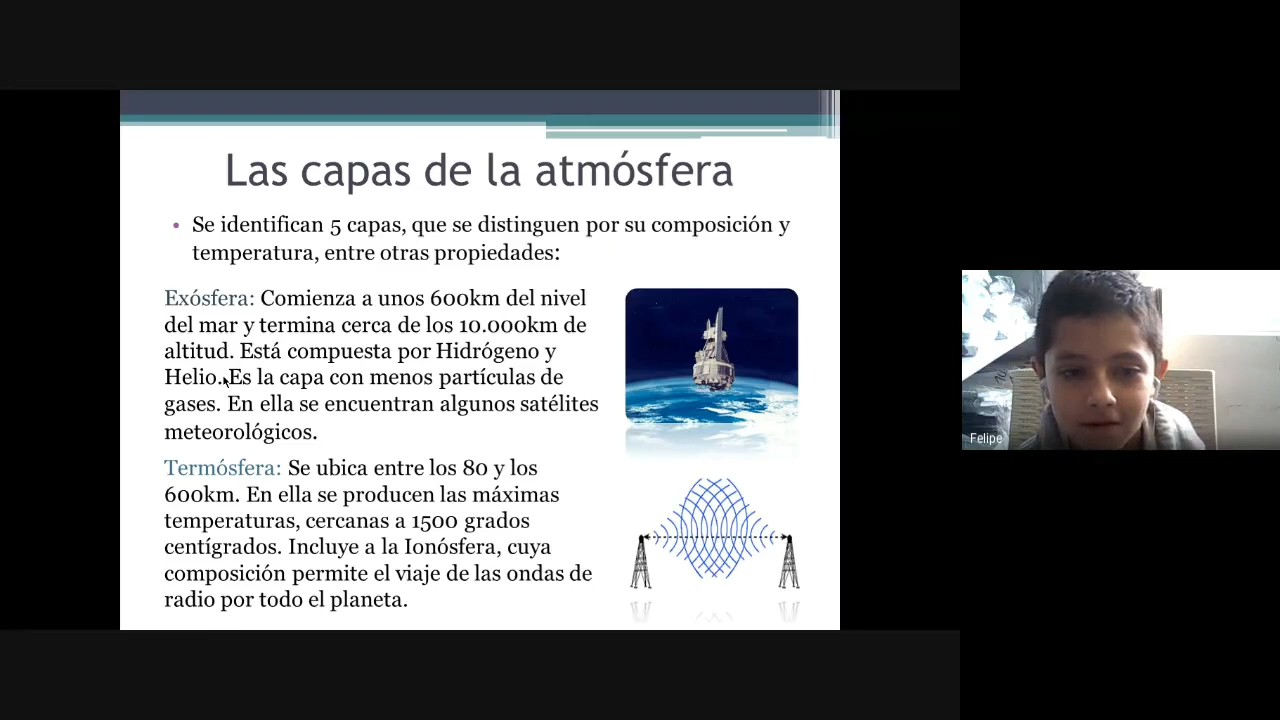 Las capas de la atmósfera
• Se identifican 5 capas, que se distinguen por su composición y
temperatura, entre otras propiedades:
Exósfera: Comienza a unos 600km del nivel
del mar y termina cerca de los 10.000km de
altitud. Está compuesta por Hidrógeno y
Helio. Es la capa con menos partículas de
gases. En ella se encuentran algunos satélites
meteorológicos.
Termósfera: Se ubica entre los 80 y los
600km. En ella se producen las máximas
temperaturas, cercanas a 1500 grados
centígrados. Incluye a la Ionósfera, cuya
composición permite el viaje de las ondas de
radio por todo el planeta.
Felipe